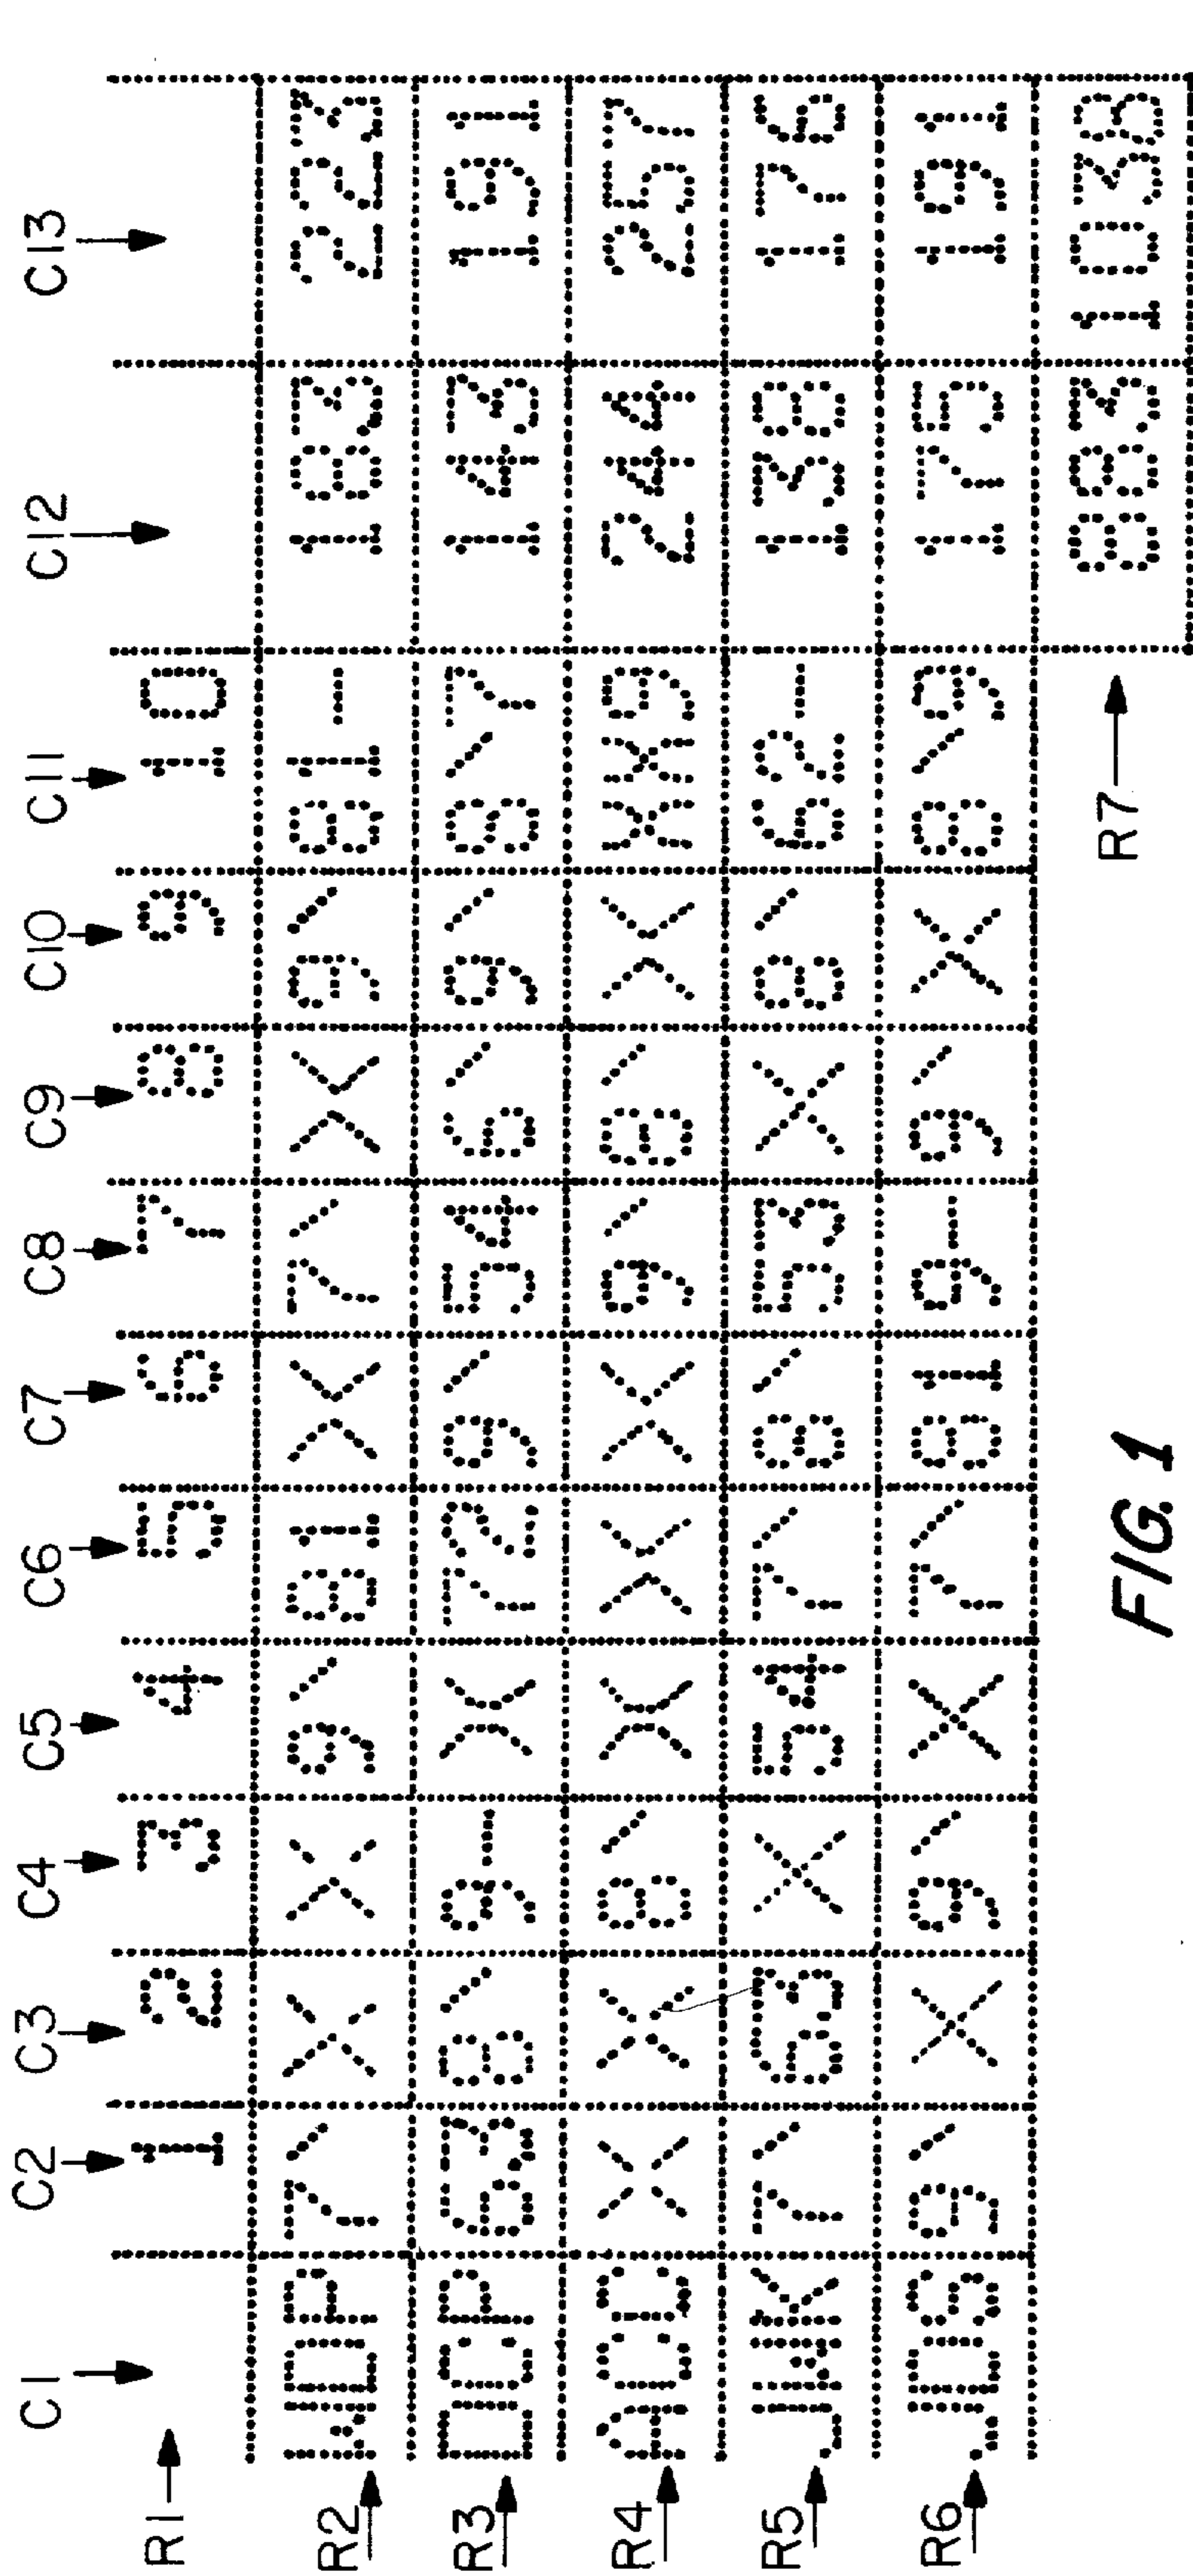 C1 C2 C3 C4 C5 C6 C7 C8 C9 C10 C11 C12 C13
R1 1 2 3 4 5 6 7 8 9 10
R2 MDP 7/ X X 9/ 81 X 7/ X 9/ 81- 183 223
R3 DCP 63 8/ 9- X 72 9/ 54 6/ 9/ 8/7 143 191
R4 ACC X X 8/ X X X 9/ 8/ X XX9 244 257
R5 JMK 7/ 63 X 54 7/ 8/ 53 X 8/ 62- 138 176
R6 JDS 9/ X 9/ X 7/ 81 9- 9/ X 8/9 175 191
R7 883 1038
FIG. 1